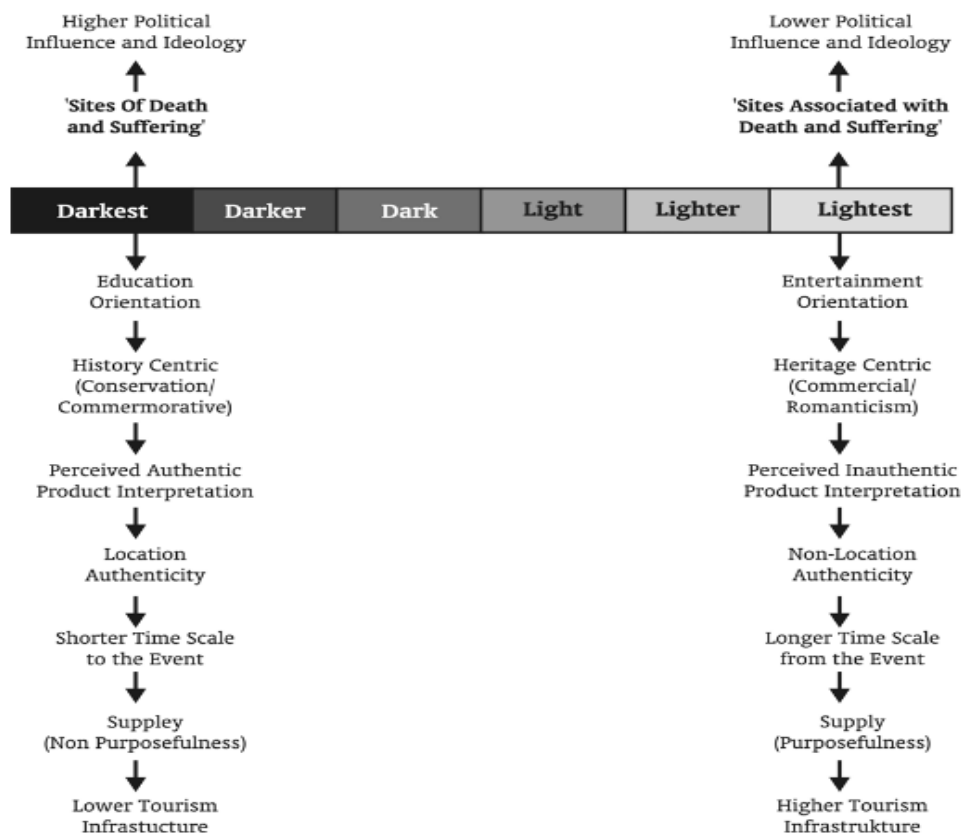 Higher Political
Influence and Ideology
Lower Political
Influence and Ideology
'Sites Of Death
and Suffering'
'Sites Associated with
Death and Suffering'
Darkest
Darker
Dark
Light
Lighter
Lightest
Education
Orientation
Entertainment
Orientation
History Centric
(Conservation/
Commermorative)
Heritage Centric
(Commercial/
Romanticism)
Perceived Authentic
Product Interpretation
Perceived Inauthentic
Product Interpretation
Location
Authenticity
Non-Location
Authenticity
Shorter Time Scale
to the Event
Longer Time Scale
from the Event
Suppley
(Non Purposefulness)
Supply
(Purposefulness)
Lower Tourism
Infrastucture
Higher Tourism
Infrastrukture